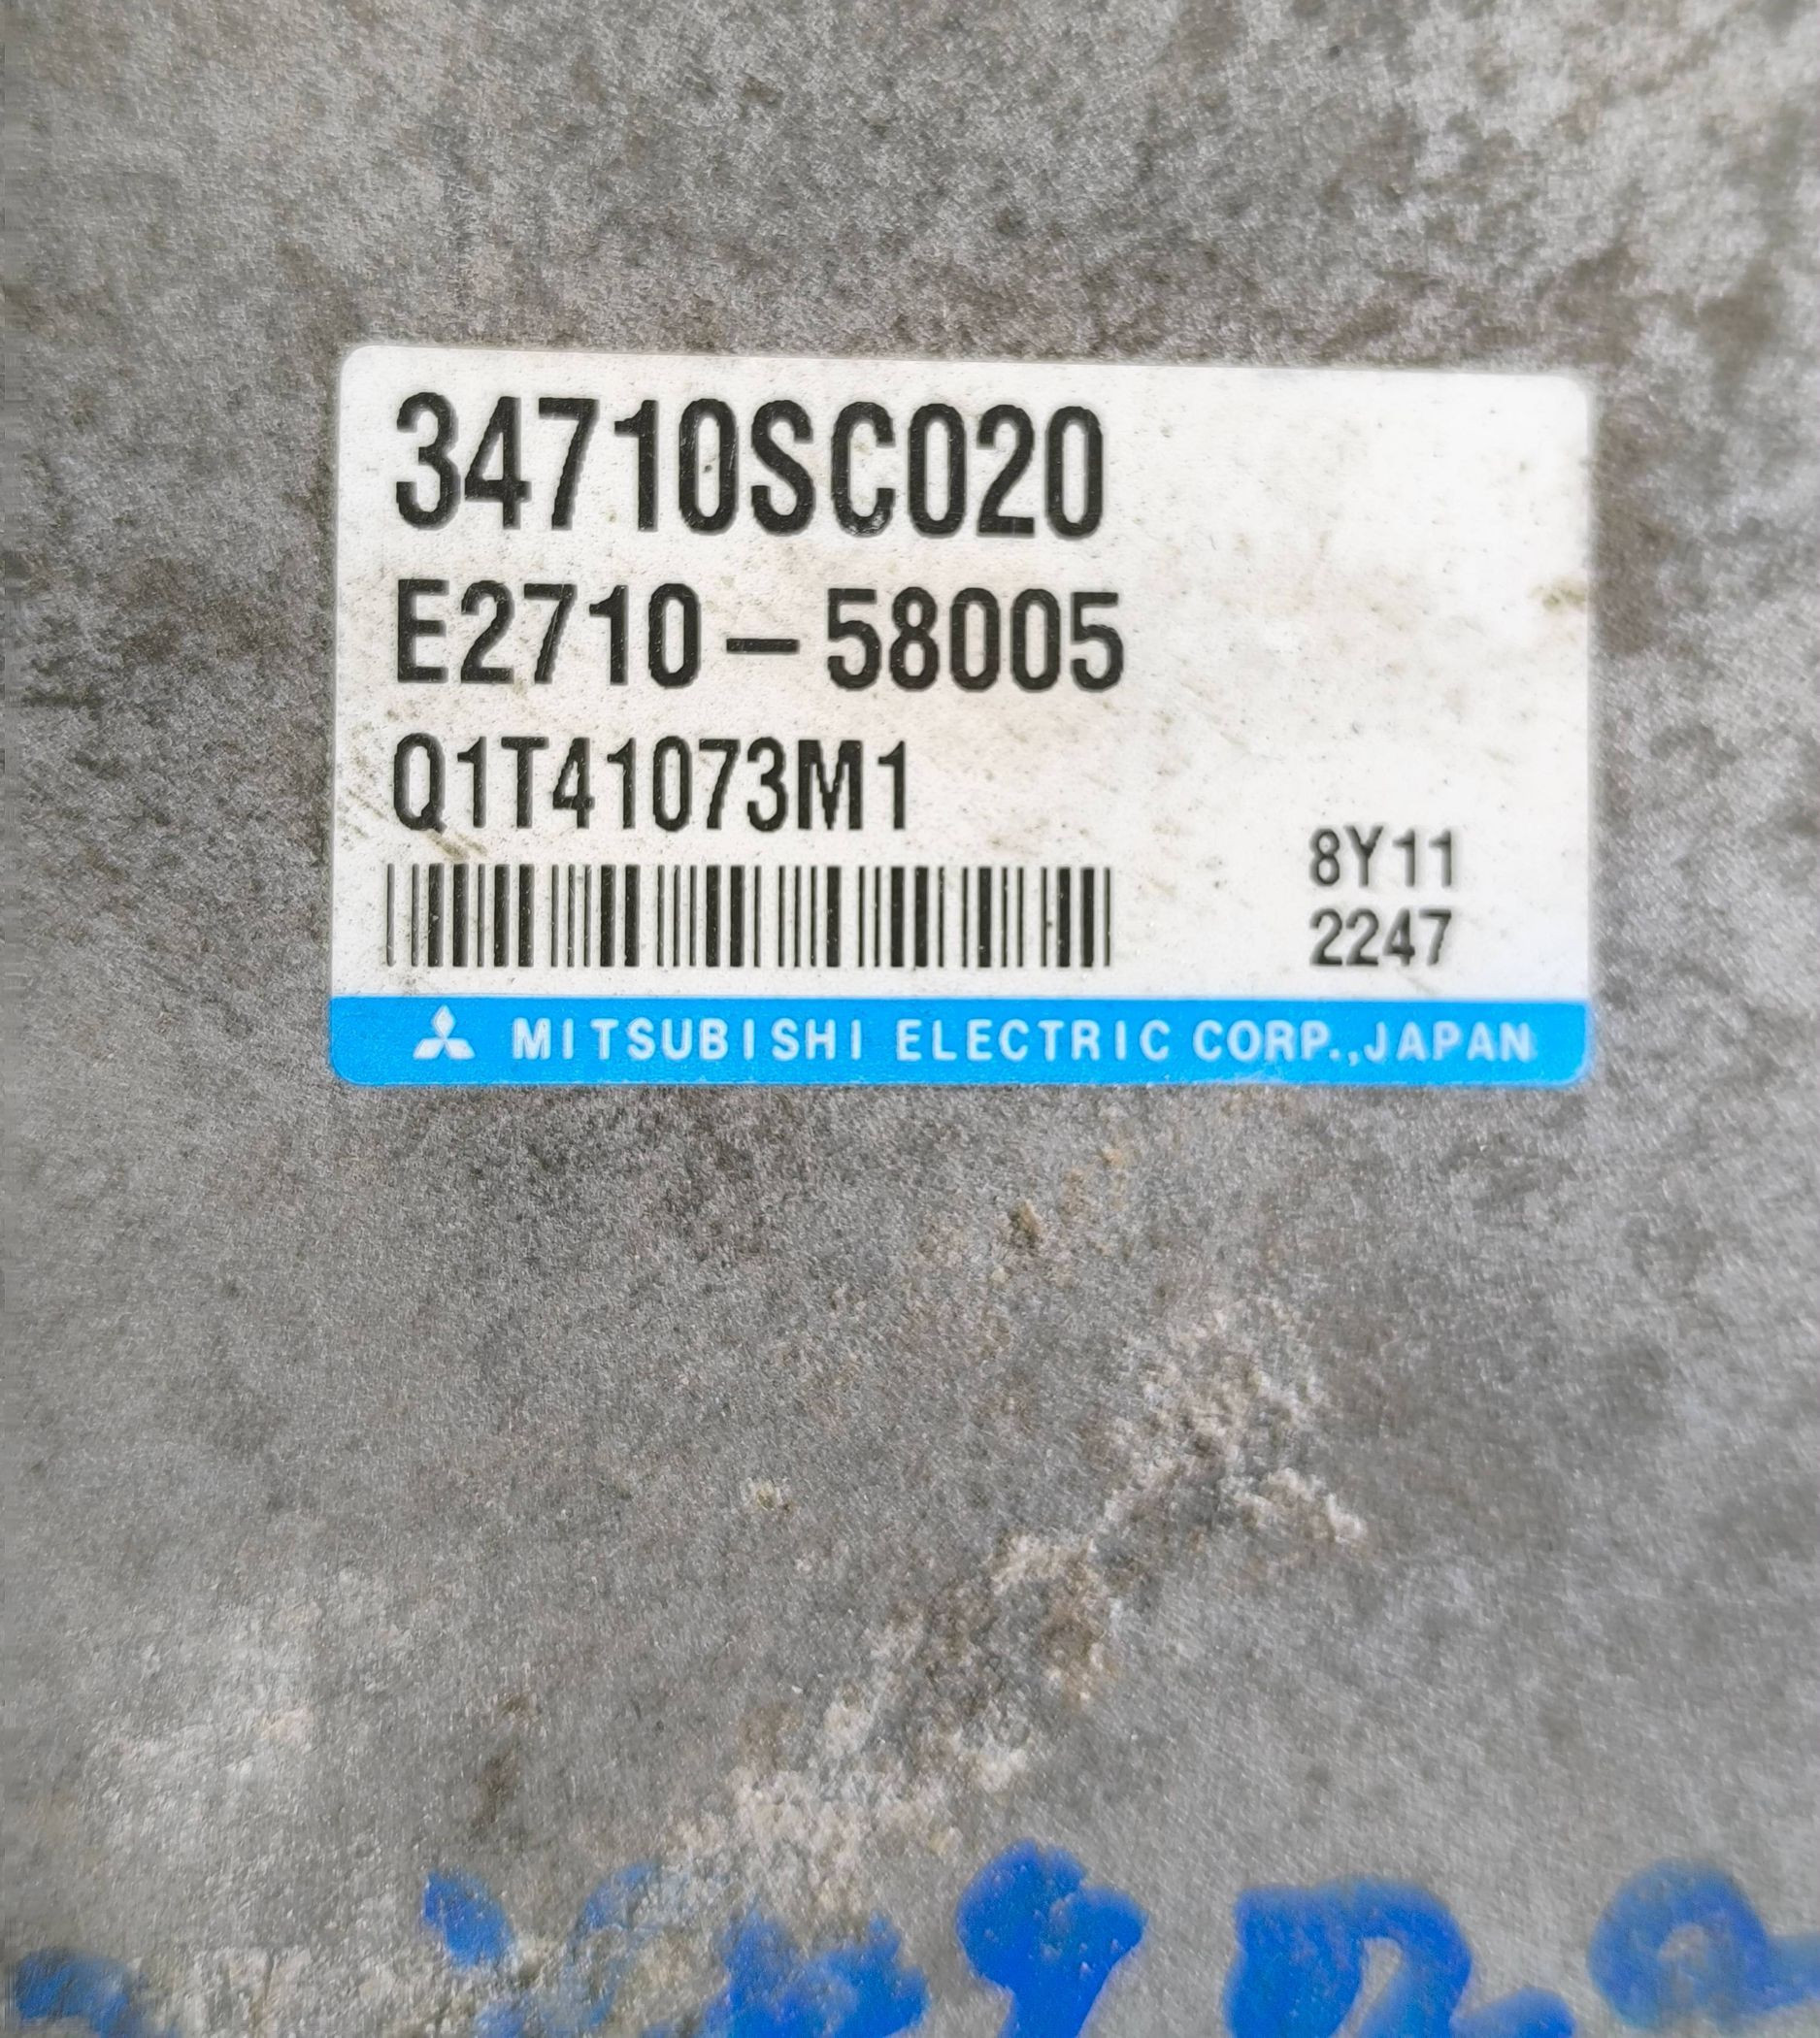 34710SC020
E2710-58005
Q1T41073M1
8Y11
2247
MITSUBISHI ELECTRIC CORP.,JAPAN